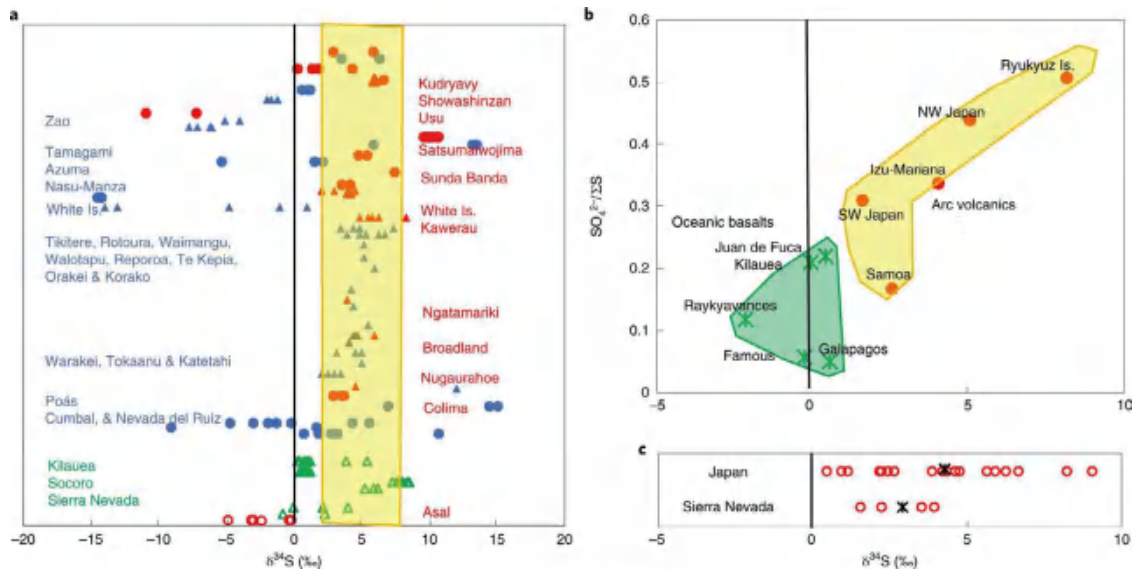 a
Zao
Tamagami
Azuma
Nasu-Manza
White Is.
Tikitere, Rotoura, Waimangu,
Walotapu, Reporoa, Te Kepia,
Orakei & Korako
Warakei, Tokaanu & Katetahi
Poás
Cumbal, & Nevada del Ruiz
Kilauea
Socorro
Sierra Nevada
Kudryavy
Showashinzan
Usu
Satsumaiwojima
Sunda Banda
White Is.
Kawerau
Ngatamariki
Broadland
Nugaurahoe
Colima
Asal
−20 −15 −10 −5 0 5 10 15 20
δ34S (‰)
b
0.6
0.5
0.4
0.3
0.2
0.1
0
SO₄²⁻/ΣS
Ryukyuz Is.
NW Japan
Izu-Mariana
SW Japan
Arc volcanics
Oceanic basalts
Juan de Fuca
Kilauea
Samoa
Raykyavances
Famous
Galapagos
−5 0 5 10
c
Japan
Sierra Nevada
−5 0 5 10
δ34S (‰)